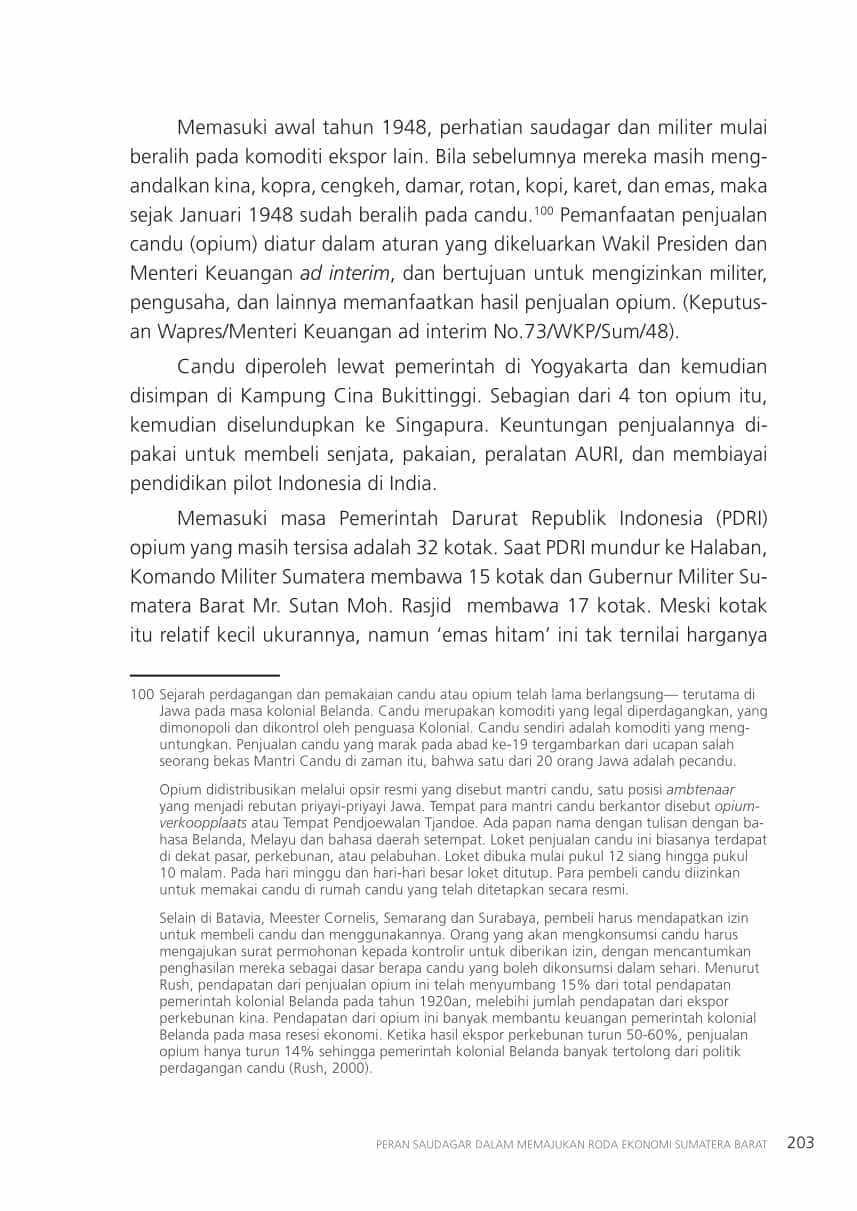 Memasuki awal tahun 1948, perhatian saudagar dan militer mulai
beralih pada komoditi ekspor lain. Bila sebelumnya mereka masih meng-
andalkan kina, kopra, cengkeh, damar, rotan, kopi, karet, dan emas, maka
sejak Januari 1948 sudah beralih pada candu.100 Pemanfaatan penjualan
candu (opium) diatur dalam aturan yang dikeluarkan Wakil Presiden dan
Menteri Keuangan ad interim, dan bertujuan untuk mengizinkan militer,
pengusaha, dan lainnya memanfaatkan hasil penjualan opium. (Keputus-
an Wapres/Menteri Keuangan ad interim No.73/WKP/Sum/48).
Candu diperoleh lewat pemerintah di Yogyakarta dan kemudian
disimpan di Kampung Cina Bukittinggi. Sebagian dari 4 ton opium itu,
kemudian diselundupkan ke Singapura. Keuntungan penjualannya di-
pakai untuk membeli senjata, pakaian, peralatan AURI, dan membiayai
pendidikan pilot Indonesia di India.
Memasuki masa Pemerintah Darurat Republik Indonesia (PDRI)
opium yang masih tersisa adalah 32 kotak. Saat PDRI mundur ke Halaban,
Komando Militer Sumatera membawa 15 kotak dan Gubernur Militer Su-
matera Barat Mr. Sutan Moh. Rasjid membawa 17 kotak. Meski kotak
itu relatif kecil ukurannya, namun ‘emas hitam’ ini tak ternilai harganya
100 Sejarah perdagangan dan pemakaian candu atau opium telah lama berlangsung— terutama di
Jawa pada masa kolonial Belanda. Candu merupakan komoditi yang legal diperdagangkan, yang
dimonopoli dan dikontrol oleh penguasa Kolonial. Candu sendiri adalah komoditi yang meng-
untungkan. Penjualan candu yang marak pada abad ke-19 tergambarkan dari ucapan salah
seorang bekas Mantri Candu di zaman itu, bahwa satu dari 20 orang Jawa adalah pecandu.
Opium didistribusikan melalui opsir resmi yang disebut mantri candu, satu posisi ambtenaar
yang menjadi rebutan priyayi-priyayi Jawa. Tempat para mantri candu berkantor disebut opium-
verkoopplaats atau Tempat Pendjoewalan Tjandoe. Ada papan nama dengan tulisan dengan ba-
hasa Belanda, Melayu dan bahasa daerah setempat. Loket penjualan candu ini biasanya terdapat
di dekat pasar, perkebunan, atau pelabuhan. Loket dibuka mulai pukul 12 siang hingga pukul
10 malam. Pada hari minggu dan hari-hari besar loket ditutup. Para pembeli candu diizinkan
untuk memakai candu di rumah candu yang telah ditetapkan secara resmi.
Selain di Batavia, Meester Cornelis, Semarang dan Surabaya, pembeli harus mendapatkan izin
untuk membeli candu dan menggunakannya. Orang yang akan mengkonsumsi candu harus
mengajukan surat permohonan kepada kontrolir untuk diberikan izin, dengan mencantumkan
penghasilan mereka sebagai dasar berapa candu yang boleh dikonsumsi dalam sehari. Menurut
Rush, pendapatan dari penjualan opium ini telah menyumbang 15% dari total pendapatan
pemerintah kolonial Belanda pada tahun 1920an, melebihi jumlah pendapatan dari ekspor
perkebunan kina. Pendapatan dari opium ini banyak membantu keuangan pemerintah kolonial
Belanda pada masa resesi ekonomi. Ketika hasil ekspor perkebunan turun 50-60%, penjualan
opium hanya turun 14% sehingga pemerintah kolonial Belanda banyak tertolong dari politik
perdagangan candu (Rush, 2000).
PERAN SAUDAGAR DALAM MEMAJUKAN RODA EKONOMI SUMATERA BARAT 203